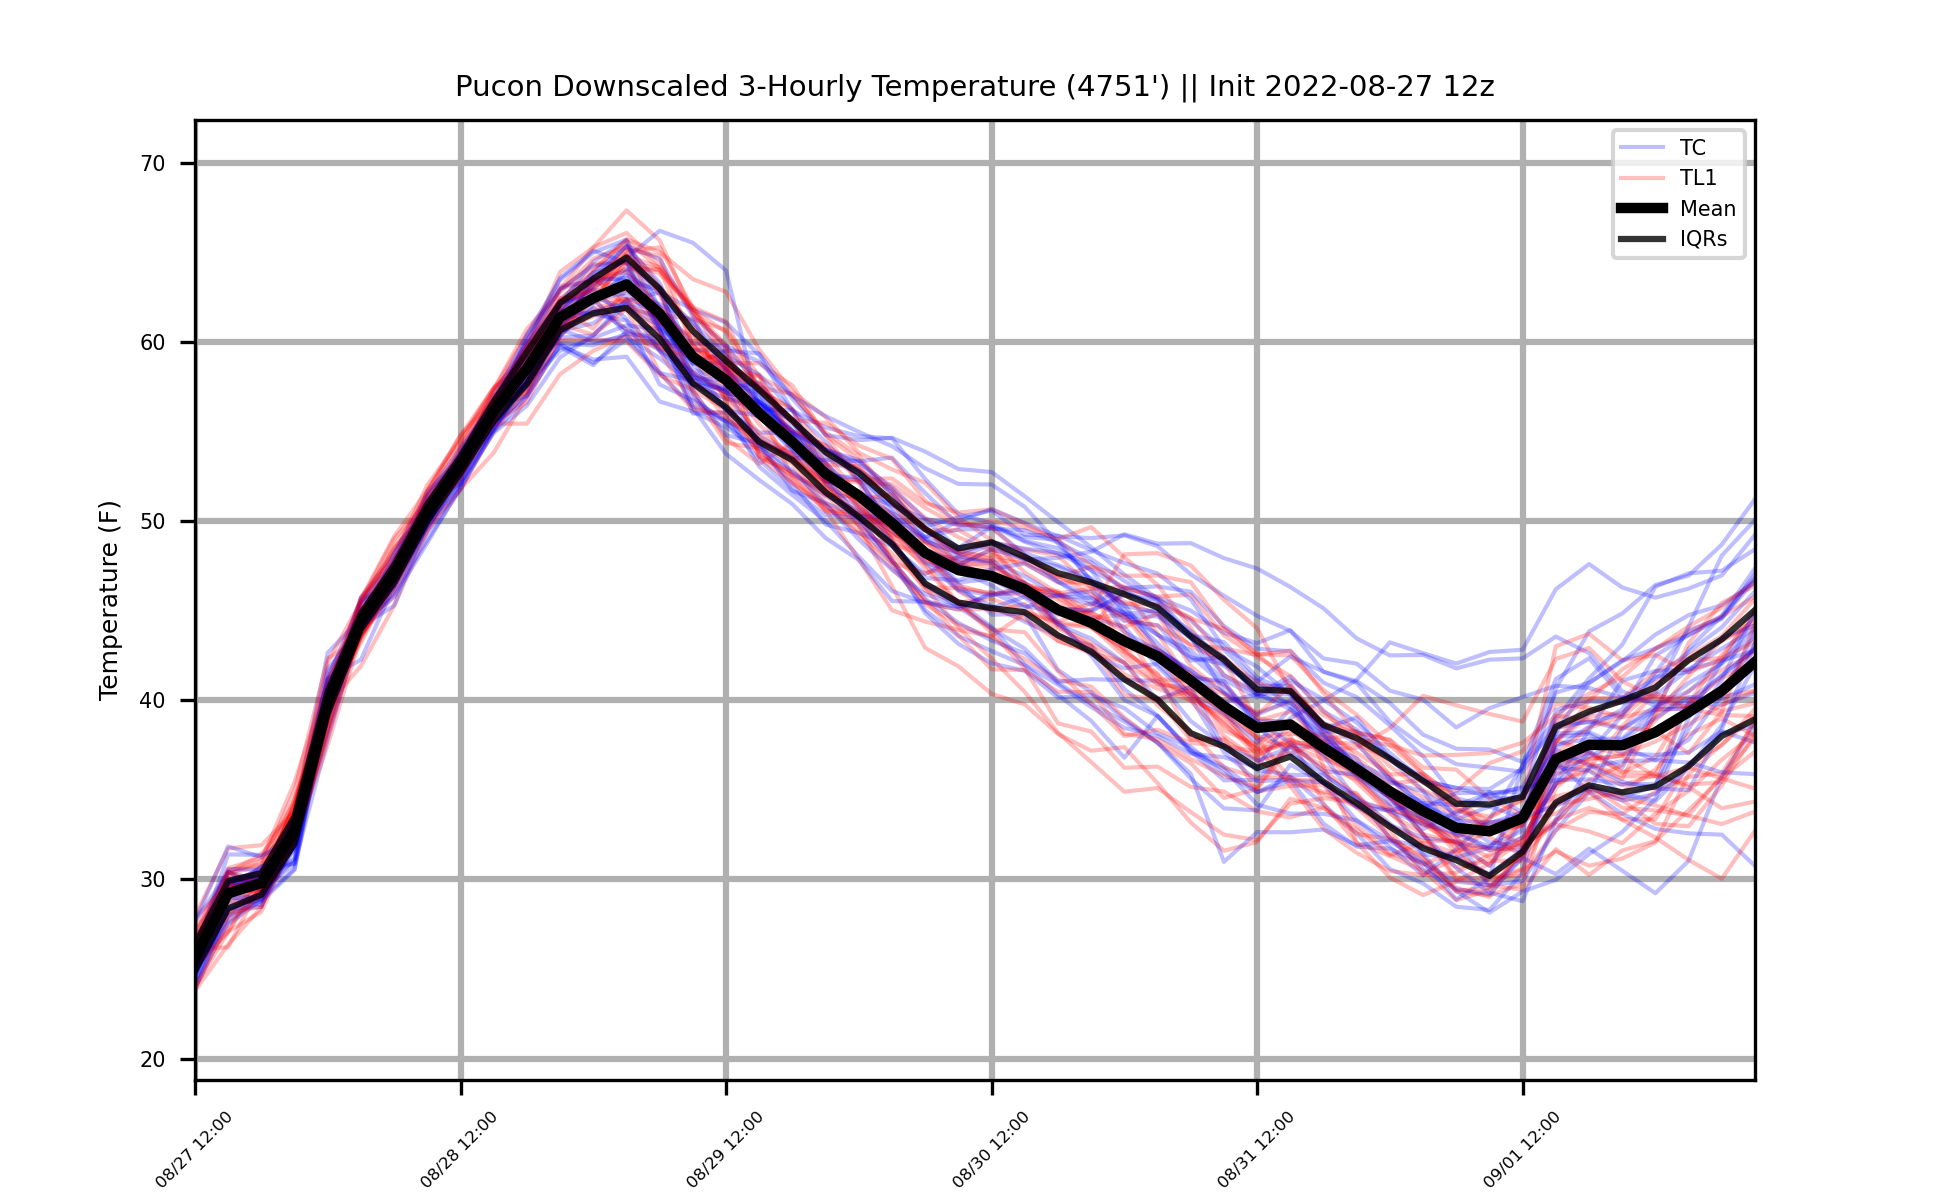 Pucon Downscaled 3-Hourly Temperature (4751') || Init 2022-08-27 12z
TC
TL1
Mean
IQRs
Temperature (F)
70
60
50
40
30
20
08/27 12:00
08/28 12:00
08/29 12:00
08/30 12:00
08/31 12:00
09/01 12:00